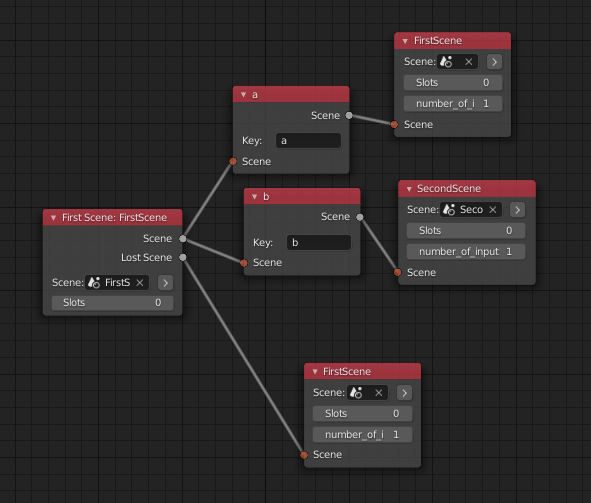 FirstScene
Scene:
Slots 0
number_of_i 1
Scene
a
Scene
Key: a
Scene
b
Scene
Key: b
Scene
SecondScene
Scene: Seco
Slots 0
number_of_input 1
Scene
First Scene: FirstScene
Scene
Lost Scene
Scene: FirstS
Slots 0
FirstScene
Scene:
Slots 0
number_of_i 1
Scene